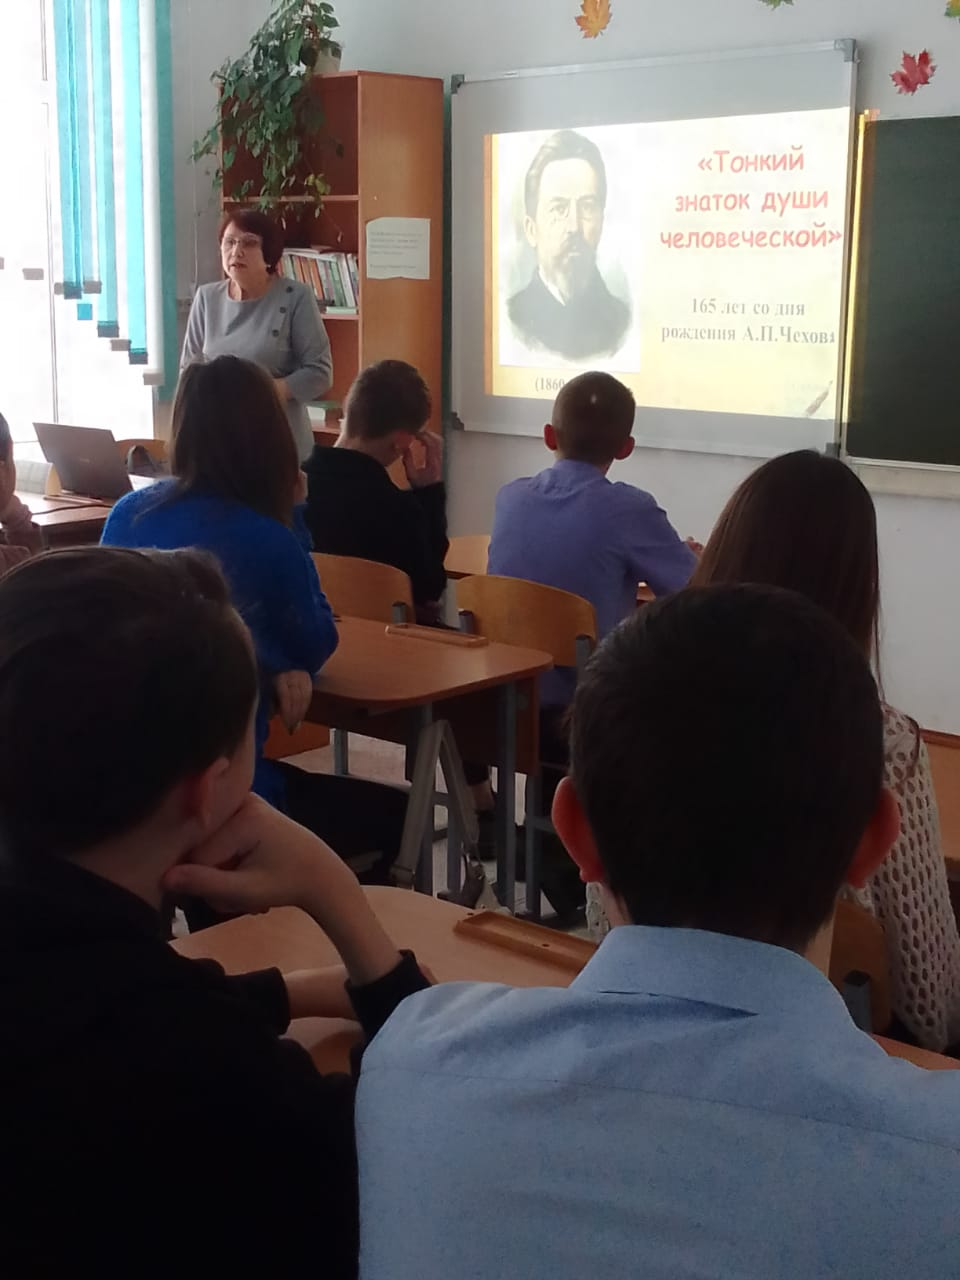 «Тонкий
знаток души
человеческой»
165 лет со дня
рождения А.П.Чехова
(1860